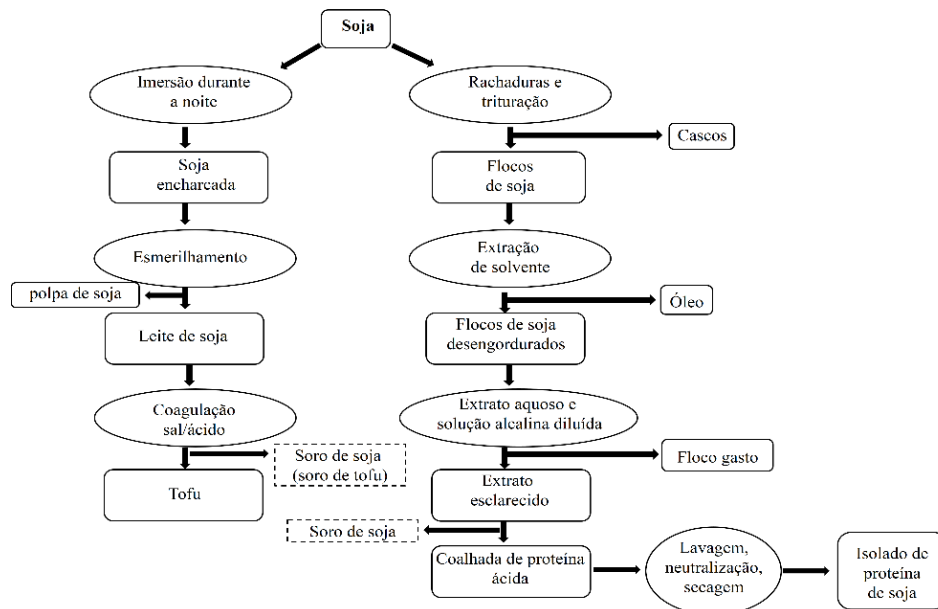 Soja
Imersão durante
a noite
Rachaduras e
trituração
Cascos
Soja
encharcada
Flocos
de soja
Esmerilhamento
Extração
de solvente
polpa de soja
Óleo
Leite de soja
Flocos de soja
desengordurados
Coagulação
sal/ácido
Extrato aquoso e
solução alcalina diluída
Soro de soja
(soro de tofu)
Floco gasto
Tofu
Extrato
esclarecido
Soro de soja
Coalhada de proteína
ácida
Lavagem,
neutralização,
secagem
Isolado de
proteína
de soja